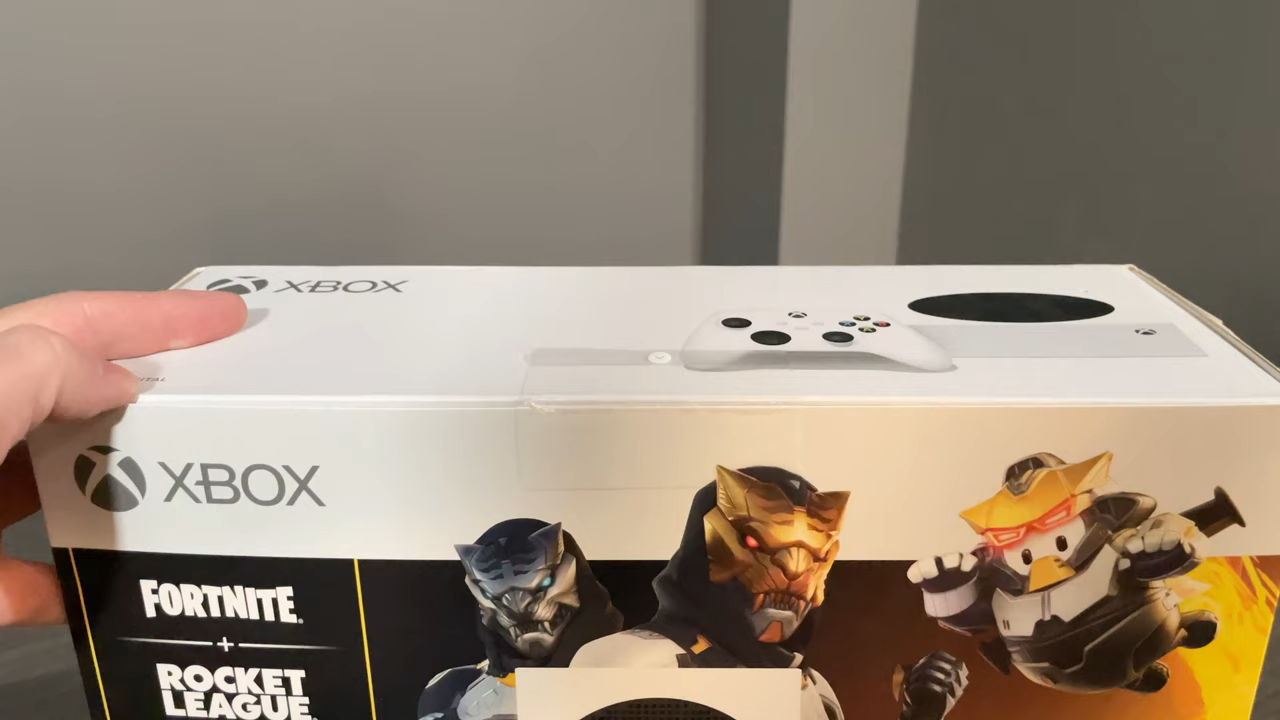 XBOX
XBOX
FORTNITE
+
ROCKET
LEAGUE